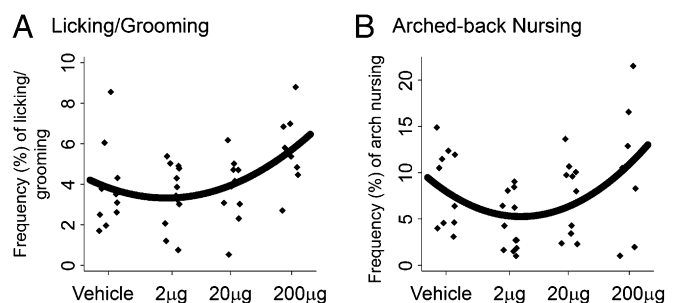 A Licking/Grooming
Frequency (%) of licking/
grooming
10
8
6
4
2
0
Vehicle 2µg 20µg 200µg
B Arched-back Nursing
Frequency (%) of arch nursing
20
15
10
5
0
Vehicle 2µg 20µg 200µg